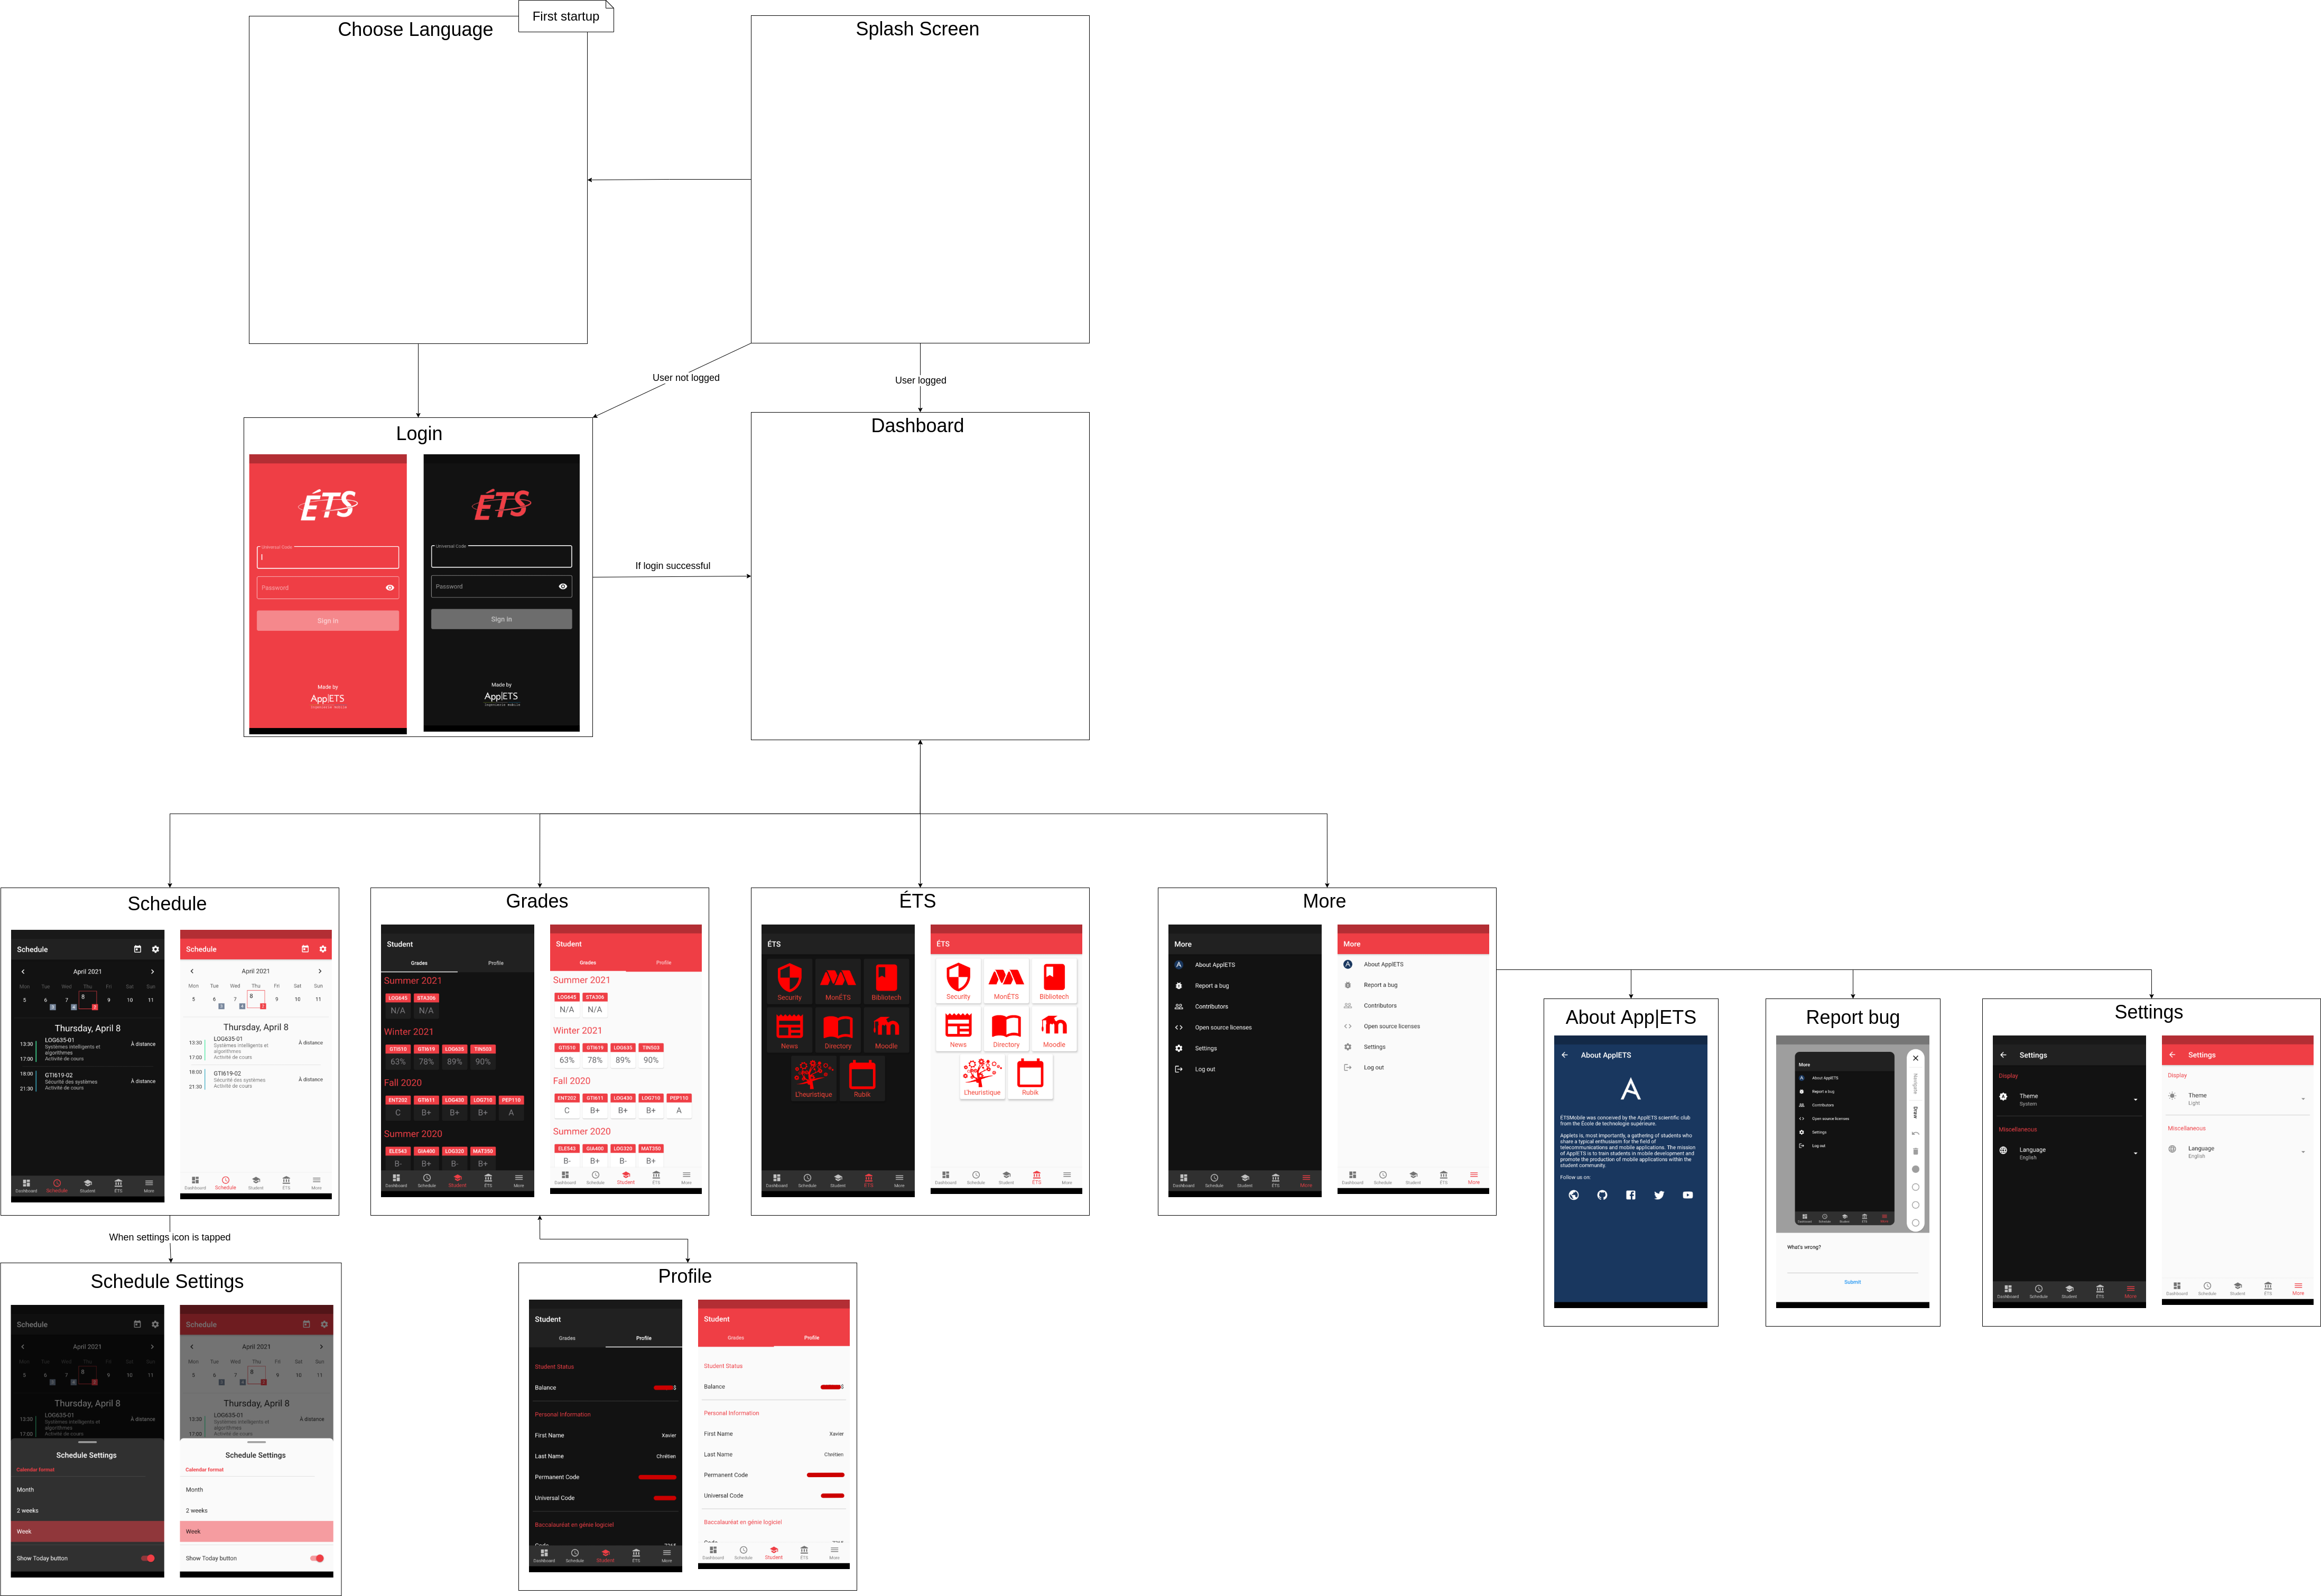 First startup
Choose Language
Splash Screen
User not logged
User logged
Login
Dashboard
ÉTS
Universal Code
Password
Sign in
Made by
App|ETS
ÉTS
Universal Code
Password
Sign in
Made by
App|ETS
If login successful
Schedule
Schedule
April 2021
Mon Tue Wed Thu Fri Sat Sun
5 6 7 8 9 10 11
Thursday, April 8
13:30
17:00
LOG635-01
Systèmes intelligents et
algorithmes
Activité de cours
À distance
18:00
21:30
GTI619-02
Sécurité des systèmes
Activité de cours
À distance
Dashboard Schedule Student ÉTS More
Schedule
April 2021
Mon Tue Wed Thu Fri Sat Sun
5 6 7 8 9 10 11
Thursday, April 8
13:30
17:00
LOG635-01
Systèmes intelligents et
algorithmes
Activité de cours
À distance
18:00
21:30
GTI619-02
Sécurité des systèmes
Activité de cours
À distance
Dashboard Schedule Student ÉTS More
Grades
Student
Grades Profile
Summer 2021
LOG645 STA306
N/A N/A
Winter 2021
GTI510 GTI619 LOG635 TIN503
63% 78% 89% 90%
Fall 2020
ENT202 GTI611 LOG430 LOG710 PEP110
C B+ B+ B+ A
Summer 2020
ELE543 GIA400 LOG320 MAT350
B- B+ B- B+
Dashboard Schedule Student ÉTS More
Student
Grades Profile
Summer 2021
LOG645 STA306
N/A N/A
Winter 2021
GTI510 GTI619 LOG635 TIN503
63% 78% 89% 90%
Fall 2020
ENT202 GTI611 LOG430 LOG710 PEP110
C B+ B+ B+ A
Summer 2020
ELE543 GIA400 LOG320 MAT350
B- B+ B- B+
Dashboard Schedule Student ÉTS More
ÉTS
ÉTS
Security MonÉTS Bibliotech
News Directory Moodle
L'heuristique Rubik
Dashboard Schedule Student ÉTS More
ÉTS
Security MonÉTS Bibliotech
News Directory Moodle
L'heuristique Rubik
Dashboard Schedule Student ÉTS More
More
More
About ApplETS
Report a bug
Contributors
Open source licenses
Settings
Log out
Dashboard Schedule Student ÉTS More
More
About ApplETS
Report a bug
Contributors
Open source licenses
Settings
Log out
Dashboard Schedule Student ÉTS More
About App|ETS
About ApplETS
ÉTSMobile was conceived by the ApplETS scientific club
from the École de technologie supérieure.
Applets is, most importantly, a gathering of students who
share a typical enthusiasm for the field of
telecommunications and mobile applications. The mission
of ApplETS is to train students in mobile development and
promote the production of mobile applications within the
student community.
Follow us on:
Report bug
More
About ApplETS
Report a bug
Contributors
Open source licenses
Settings
Log out
Dashboard Schedule Student ÉTS More
Navigate
Draw
What's wrong?
Submit
Settings
Settings
Display
Theme
System
Miscellaneous
Language
English
Dashboard Schedule Student ÉTS More
Settings
Display
Theme
Light
Miscellaneous
Language
English
Dashboard Schedule Student ÉTS More
When settings icon is tapped
Schedule Settings
Schedule
April 2021
Mon Tue Wed Thu Fri Sat Sun
5 6 7 8 9 10 11
Thursday, April 8
13:30
17:00
LOG635-01
Systèmes intelligents et
algorithmes
Activité de cours
À distance
Schedule Settings
Calendar format
Month
2 weeks
Week
Show Today button
Schedule
April 2021
Mon Tue Wed Thu Fri Sat Sun
5 6 7 8 9 10 11
Thursday, April 8
13:30
17:00
LOG635-01
Systèmes intelligents et
algorithmes
Activité de cours
À distance
Schedule Settings
Calendar format
Month
2 weeks
Week
Show Today button
Profile
Student
Grades Profile
Student Status
Balance $
Personal Information
First Name Xavier
Last Name Chrétien
Permanent Code
Universal Code
Baccalauréat en génie logiciel
Dashboard Schedule Student ÉTS More
Student
Grades Profile
Student Status
Balance $
Personal Information
First Name Xavier
Last Name Chrétien
Permanent Code
Universal Code
Baccalauréat en génie logiciel
Dashboard Schedule Student ÉTS More